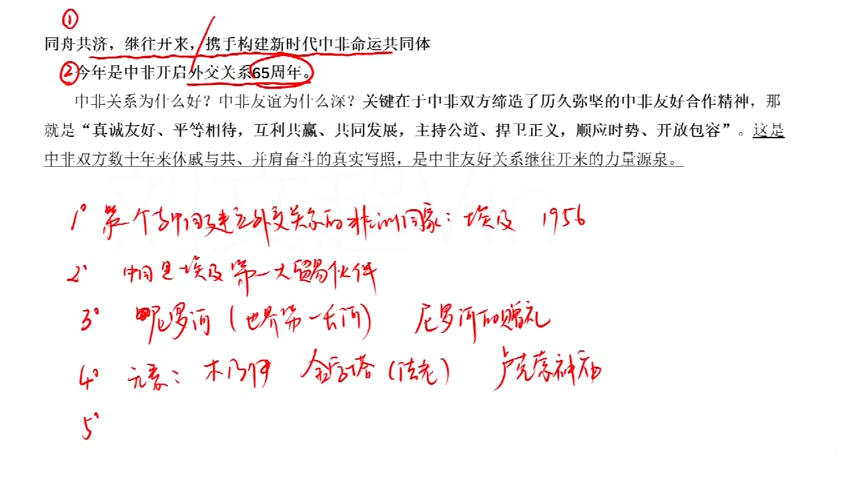 ①
同舟共济，继往开来，携手构建新时代中非命运共同体
②今年是中非开启外交关系65周年。
中非关系为什么好？中非友谊为什么深？关键在于中非双方缔造了历久弥坚的中非友好合作精神，那
就是“真诚友好、平等相待，互利共赢、共同发展，主持公道、捍卫正义，顺应时势、开放包容”。这是
中非双方数十年来休戚与共、并肩奋斗的真实写照，是中非友好关系继往开来的力量源泉。
1° 第一个与中国建立外交关系的非洲国家：埃及 1956
2° 中国是埃及第一大贸易伙伴
3° 尼罗河（世界第一长河） 尼罗河的赠礼
4° 元素：木乃伊 金字塔（法老） 卢克索神庙
5°